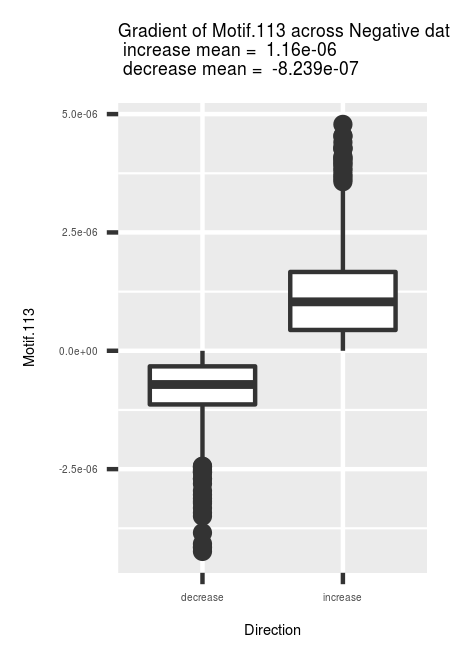 Gradient of Motif.113 across Negative dat
increase mean = 1.16e-06
decrease mean = -8.239e-07
5.0e-06
2.5e-06
0.0e+00
-2.5e-06
Motif.113
decrease increase
Direction